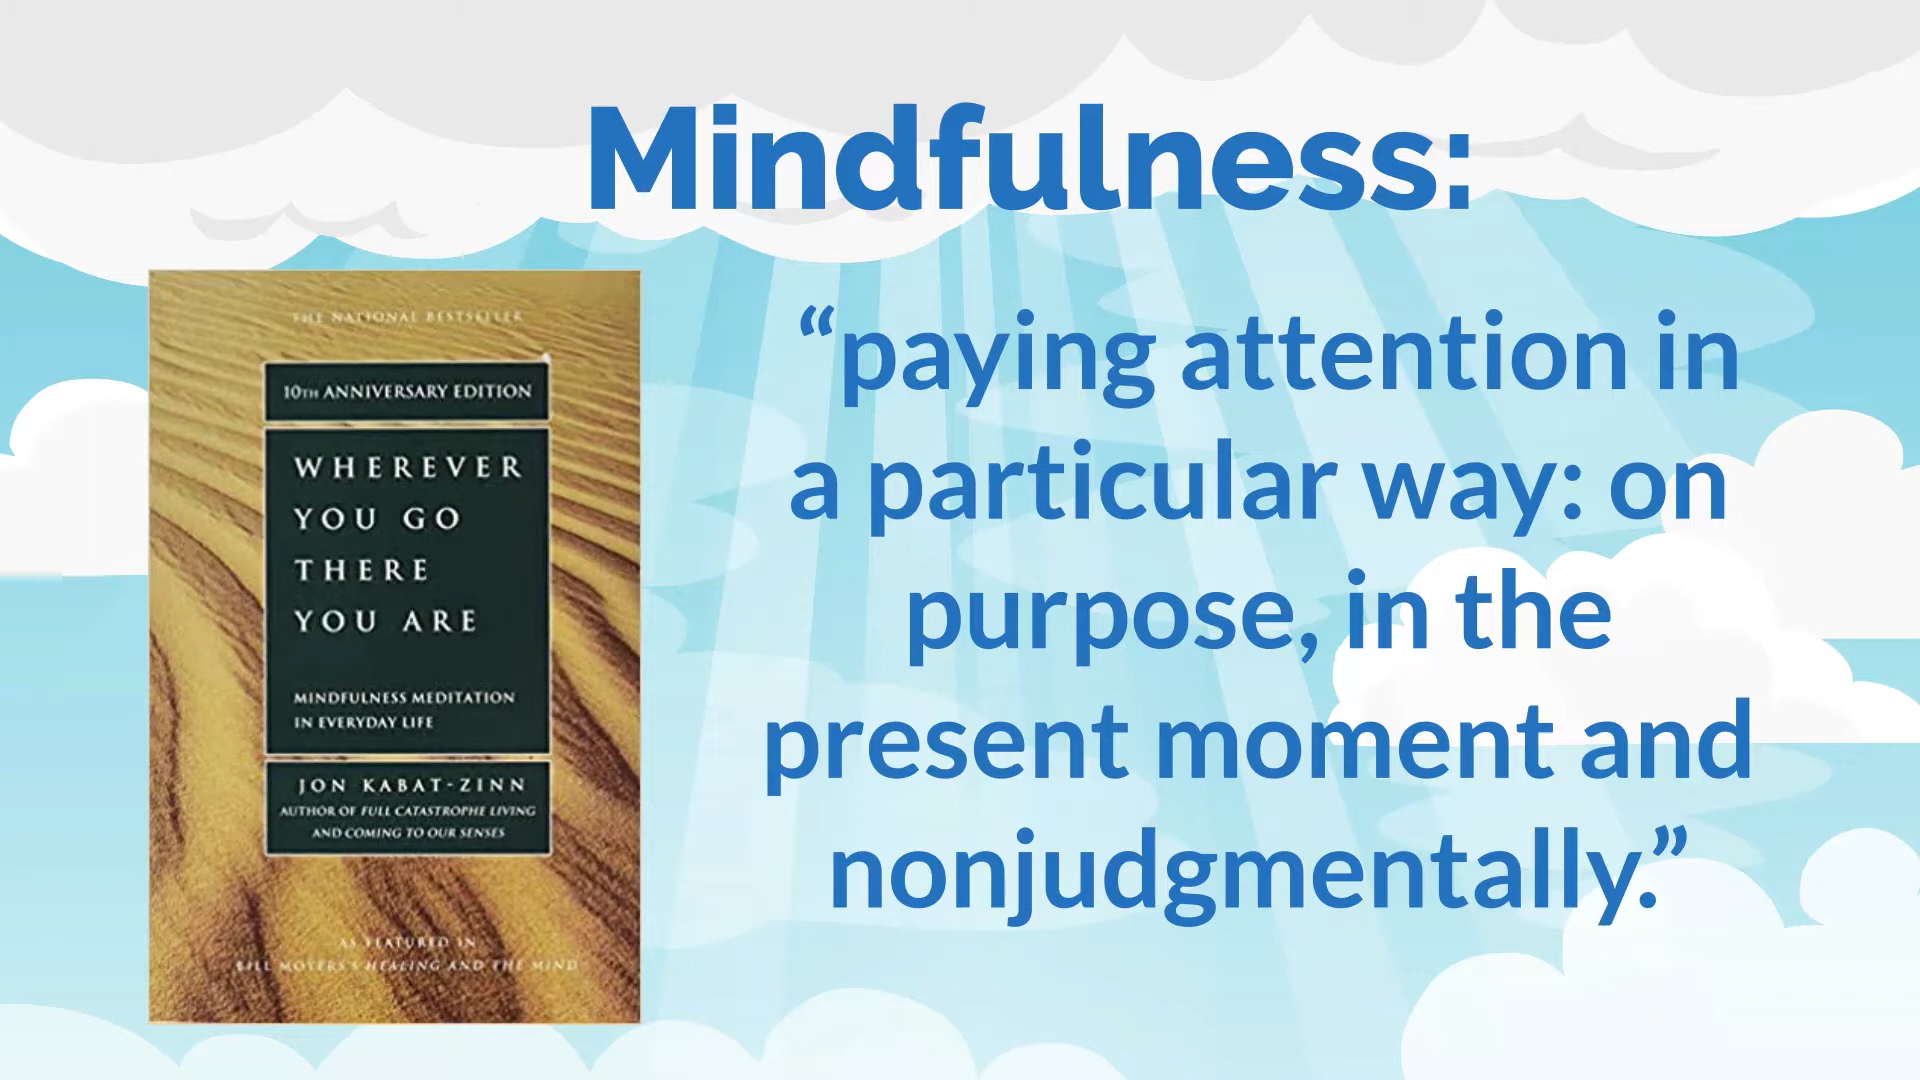 Mindfulness:
THE NATIONAL BESTSELLER
10TH ANNIVERSARY EDITION
WHEREVER
YOU GO
THERE
YOU ARE
MINDFULNESS MEDITATION
IN EVERYDAY LIFE
JON KABAT-ZINN
AUTHOR OF FULL CATASTROPHE LIVING
AND COMING TO OUR SENSES
AS FEATURED IN
BILL MOYERS'S HEALING AND THE MIND
“paying attention in
a particular way: on
purpose, in the
present moment and
nonjudgmentally.”